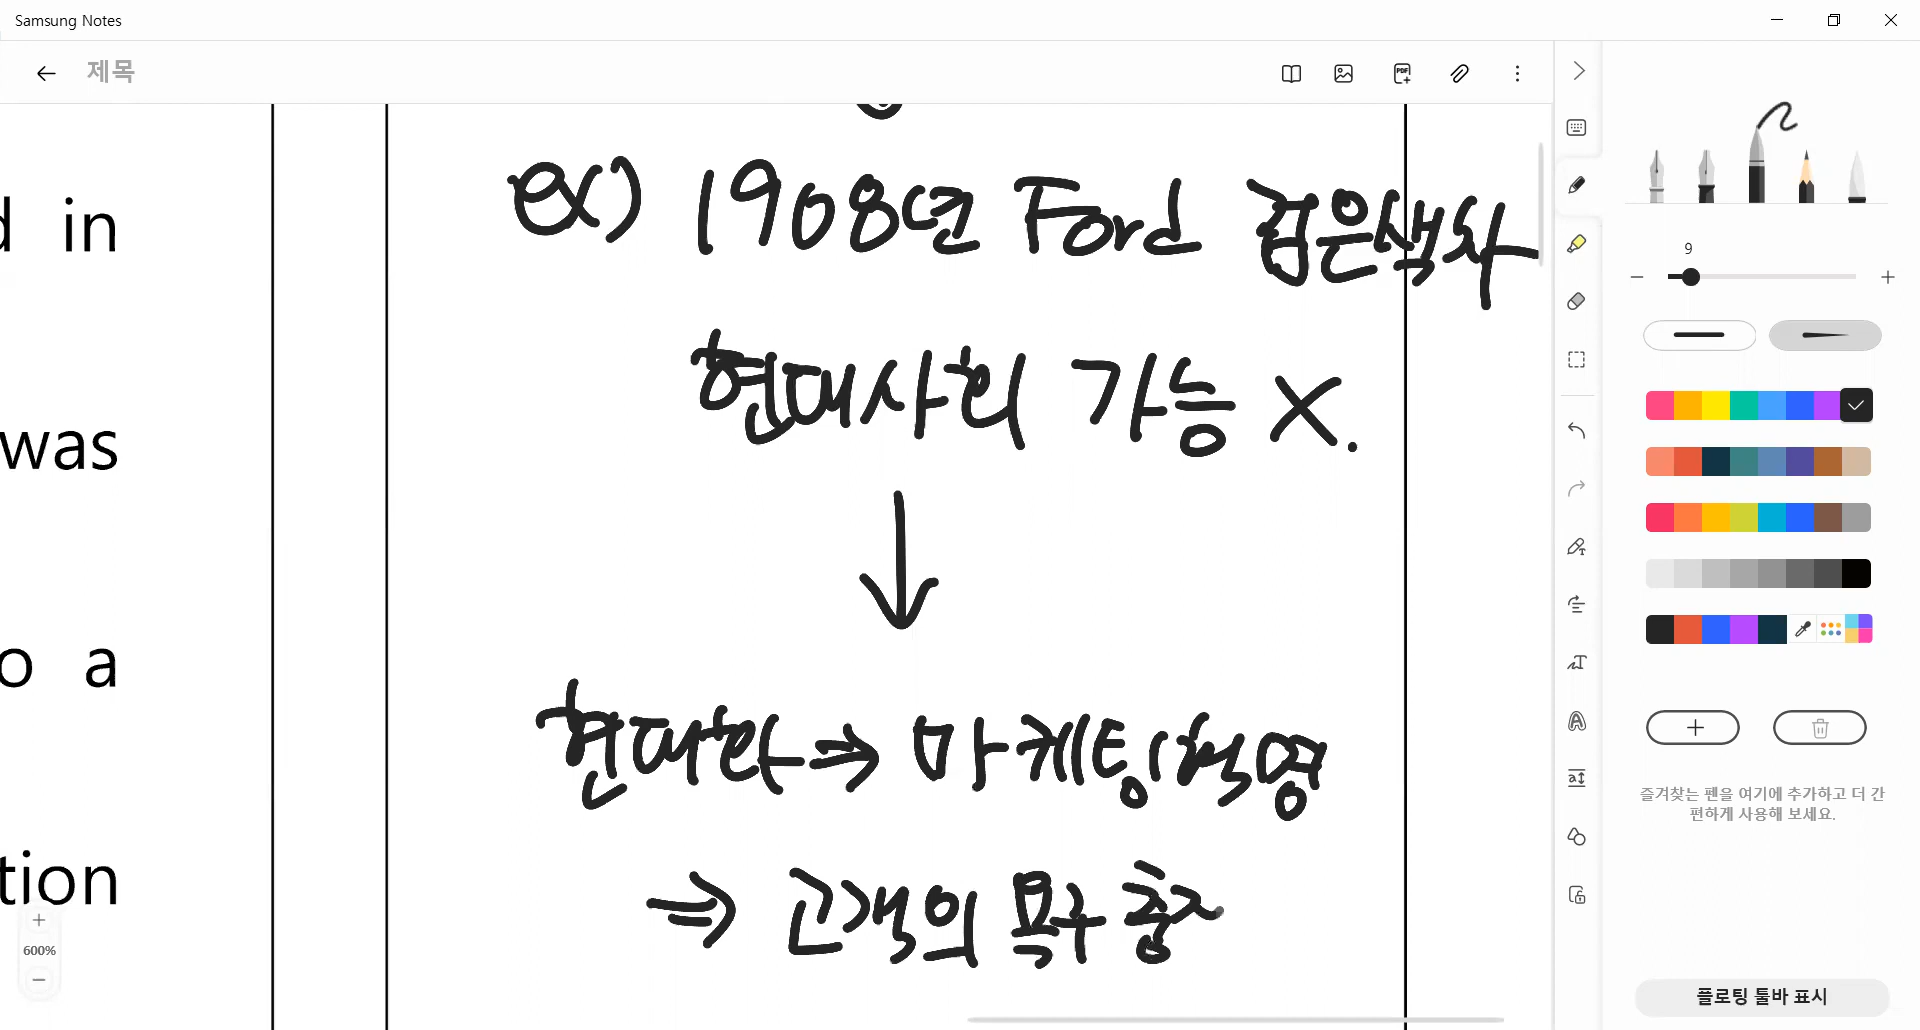 Samsung Notes
제목
d in
was
o a
tion
ex) 1908년 Ford 검은색차
현대사회 가능 X.
↓
현대화 ⇒ 마케팅혁명
⇒ 고객의 욕구 충ㅈ
9
즐겨찾는 펜을 여기에 추가하고 더 간
편하게 사용해 보세요.
플로팅 툴바 표시
600%